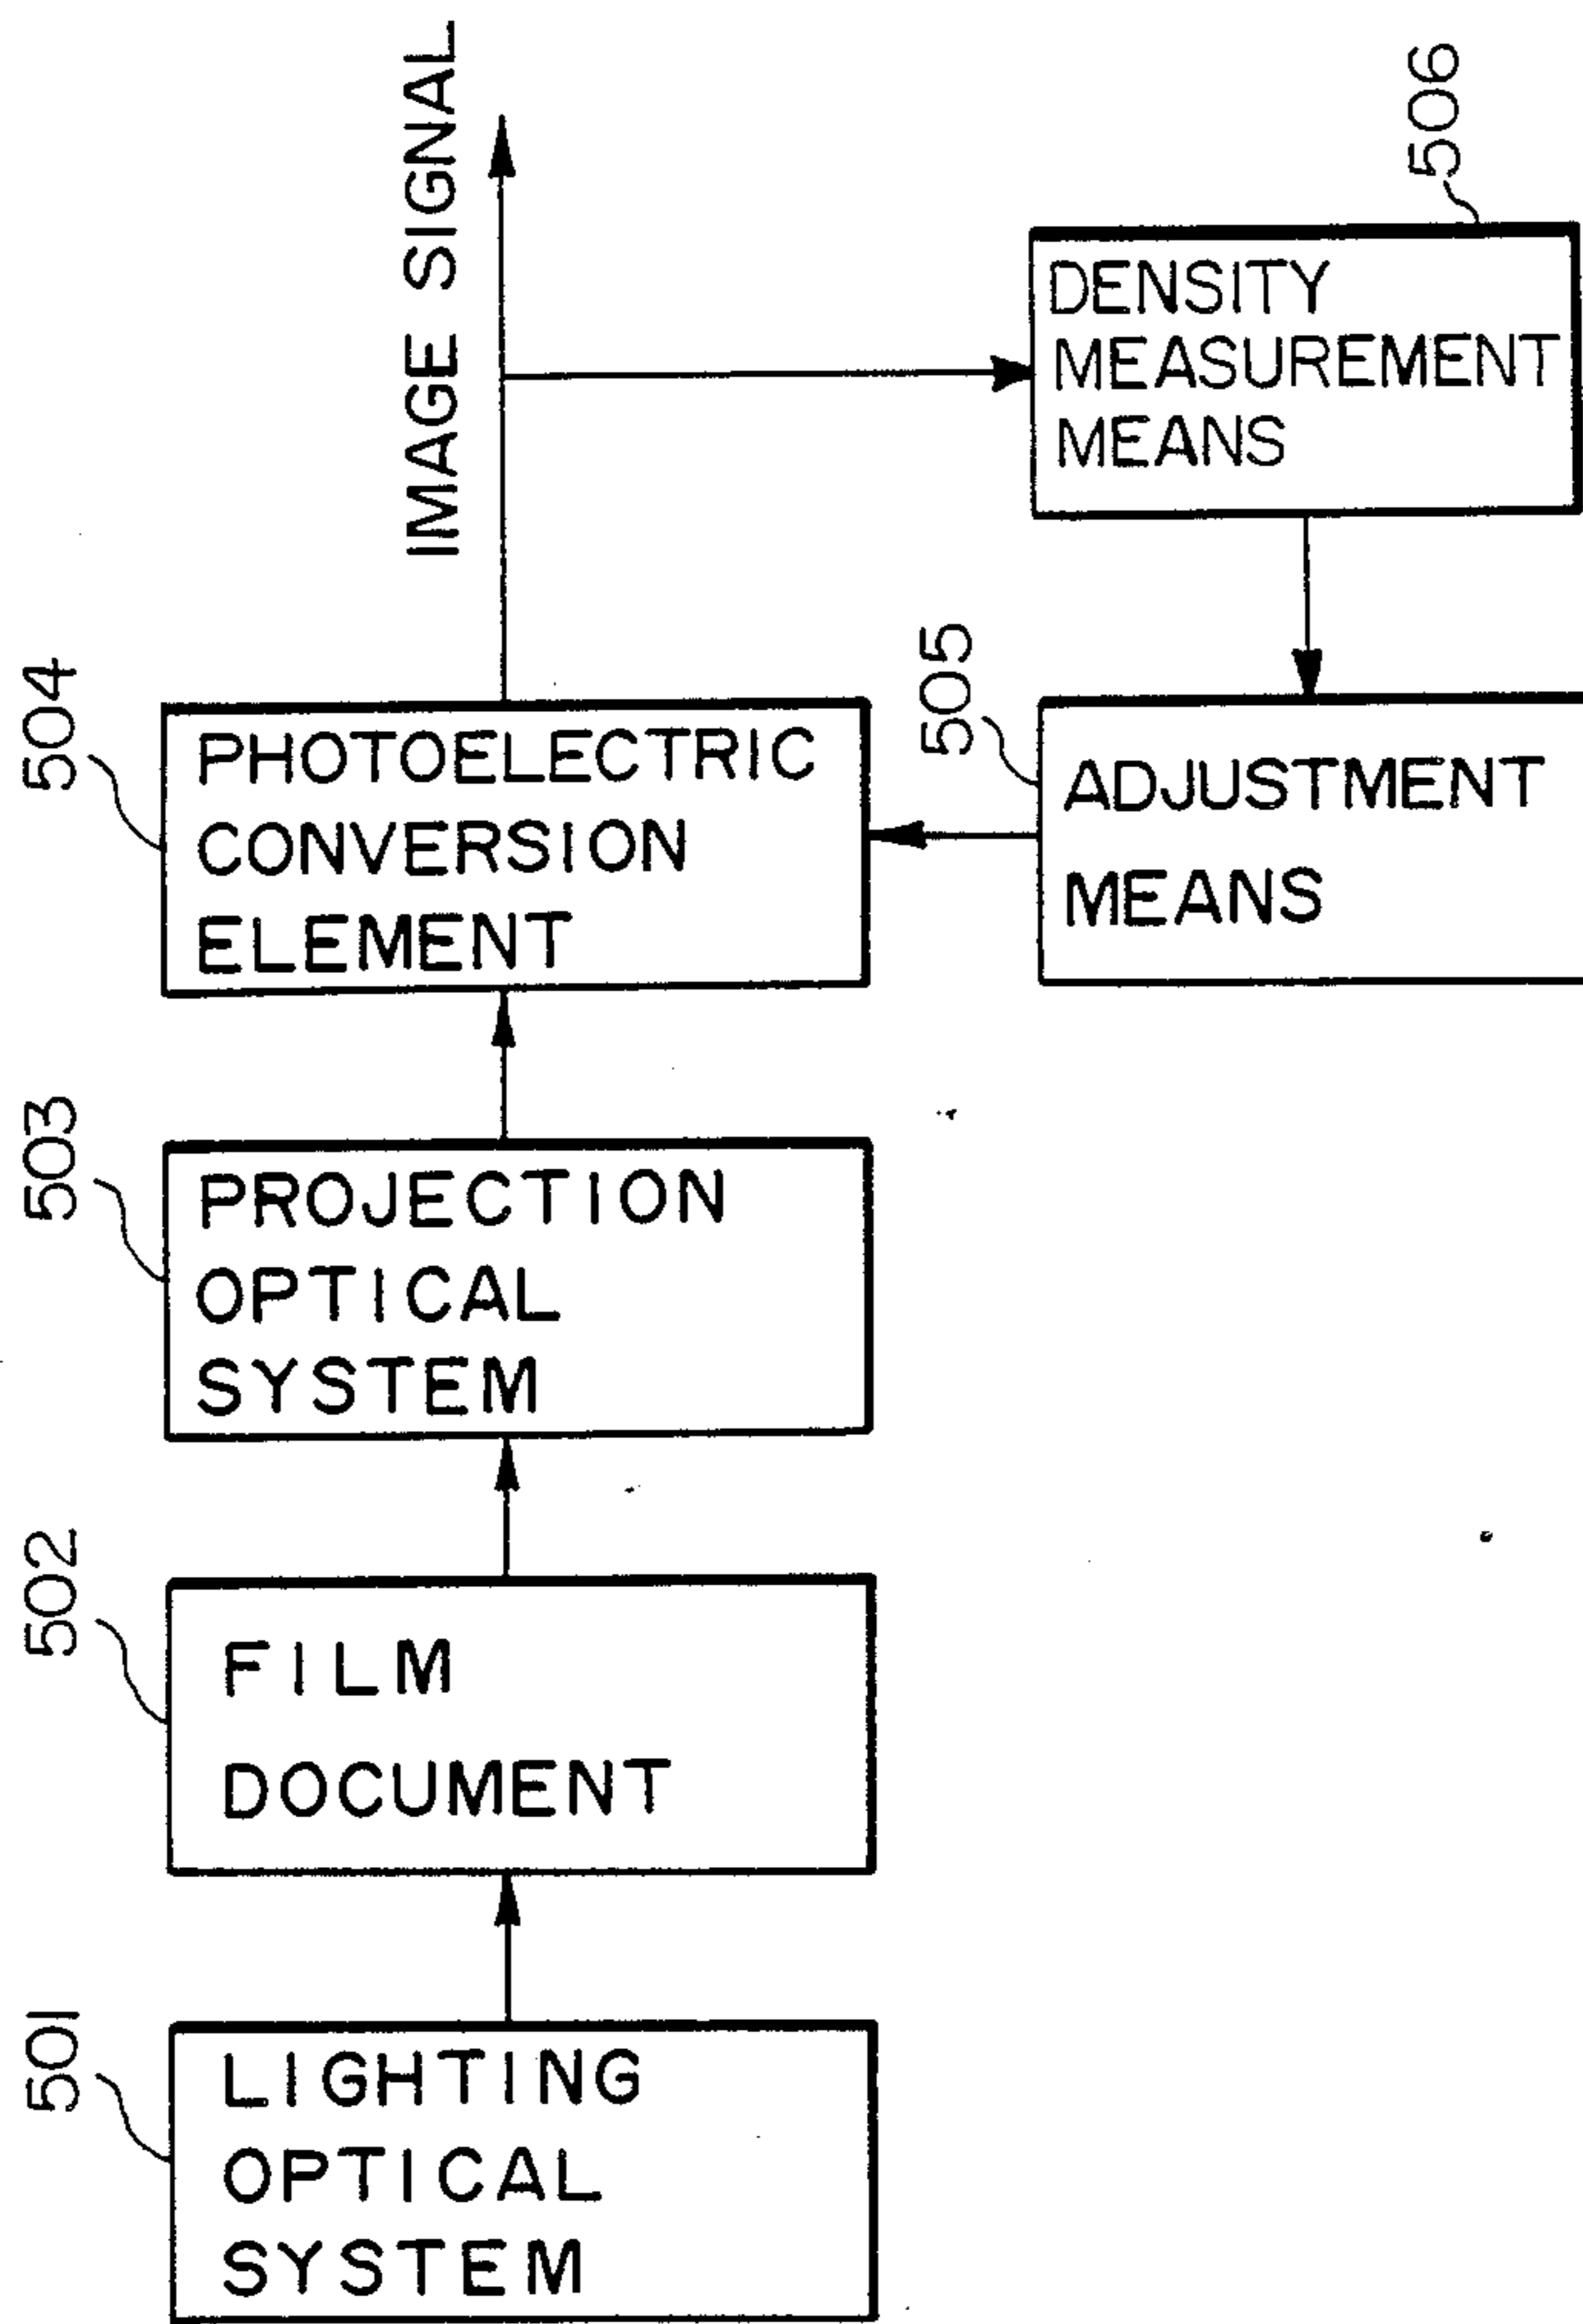 IMAGE SIGNAL
506
DENSITY
MEASUREMENT
MEANS
504
PHOTOELECTRIC
CONVERSION
ELEMENT
505
ADJUSTMENT
MEANS
503
PROJECTION
OPTICAL
SYSTEM
502
FILM
DOCUMENT
501
LIGHTING
OPTICAL
SYSTEM